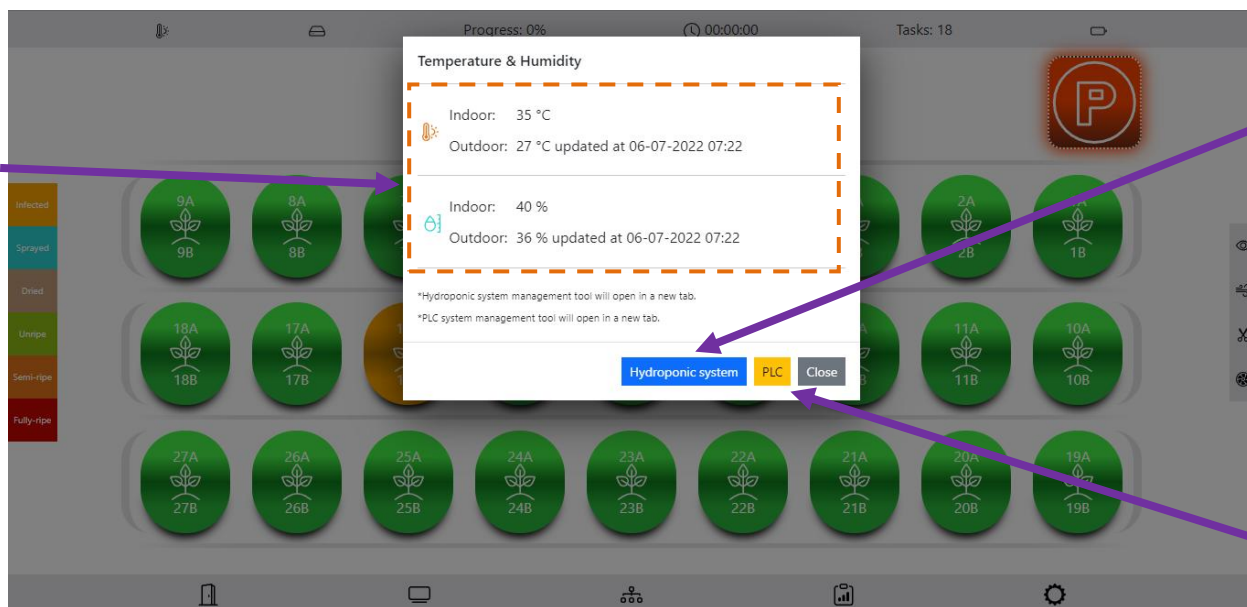 Progress: 0%
00:00:00
Tasks: 18
Temperature & Humidity
Indoor: 35 °C
Outdoor: 27 °C updated at 06-07-2022 07:22
Indoor: 40 %
Outdoor: 36 % updated at 06-07-2022 07:22
*Hydroponic system management tool will open in a new tab.
*PLC system management tool will open in a new tab.
Hydroponic system
PLC
Close
P
Infected
Sprayed
Dried
Unripe
Semi-ripe
Fully-ripe
9A
9B
8A
8B
2A
2B
1B
18A
18B
17A
17B
11A
11B
10A
10B
27A
27B
26A
26B
25A
25B
24A
24B
23A
23B
22A
22B
21A
21B
20A
20B
19A
19B